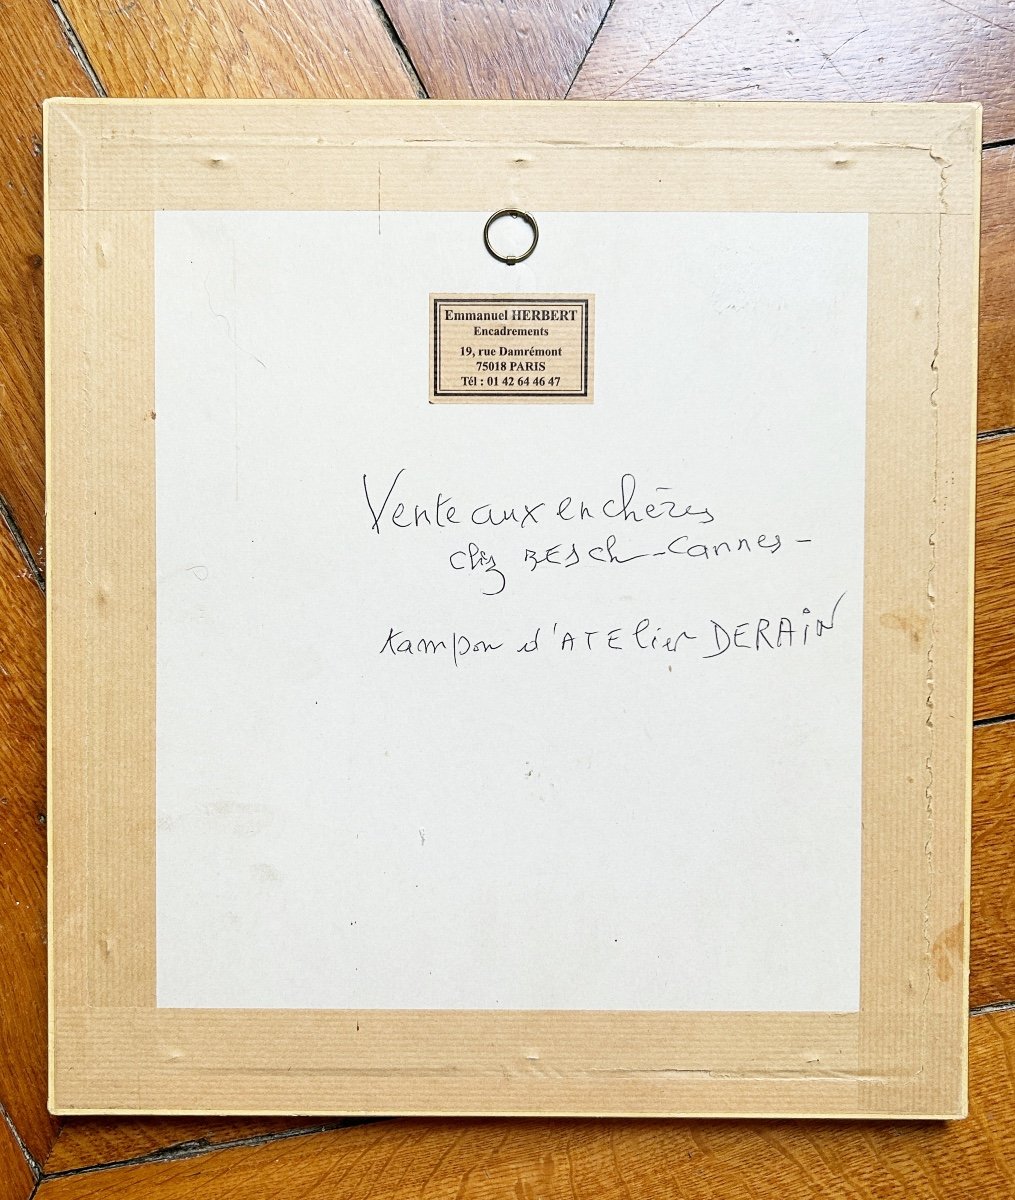 Emmanuel HERBERT
Encadrements
19, rue Damrémont
75018 PARIS
Tél : 01 42 64 46 47
Vente aux enchères
chez BESch - Cannes -
tampon d'ATElier DERAiN